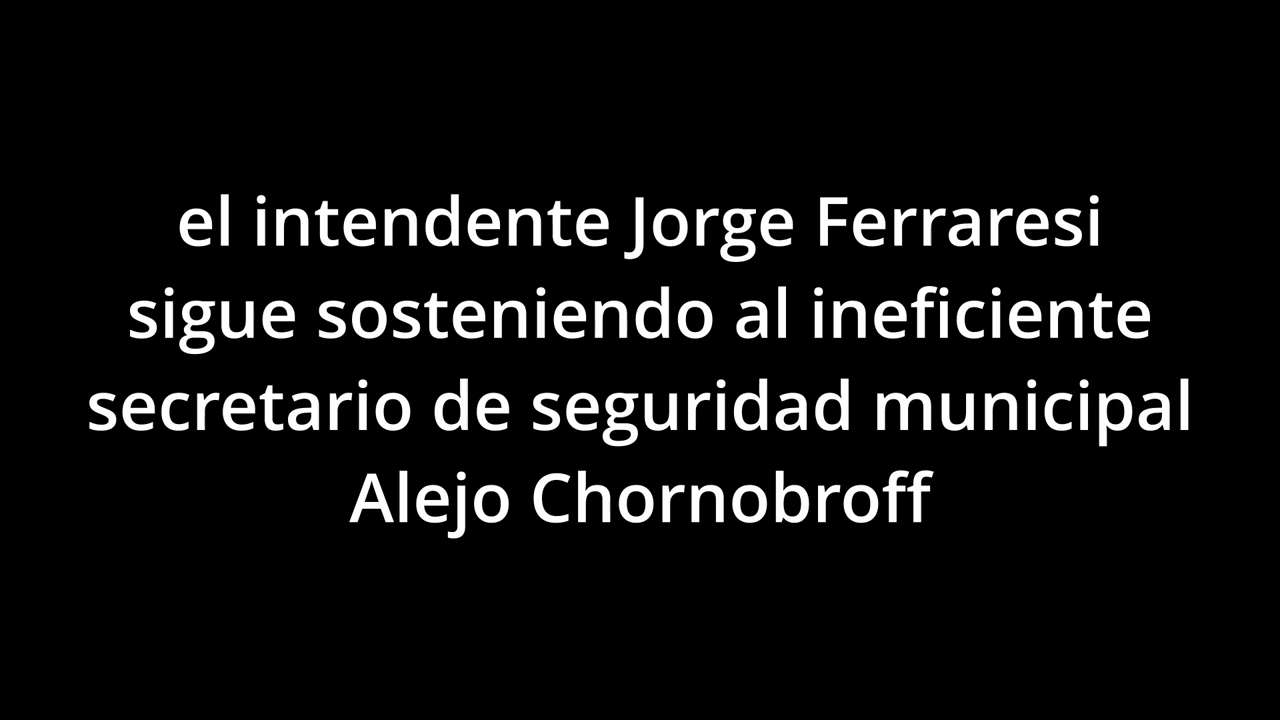 el intendente Jorge Ferraresi
sigue sosteniendo al ineficiente
secretario de seguridad municipal
Alejo Chornobroff